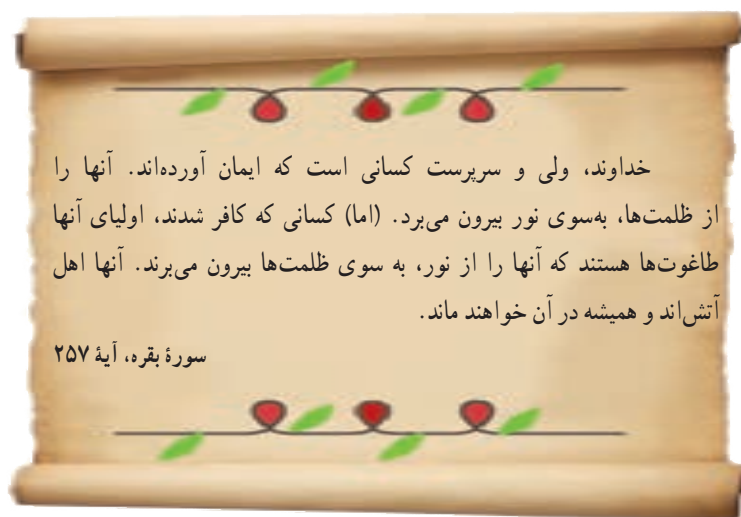 خداوند، ولی و سرپرست کسانی است که ایمان آورده‌اند. آنها را
از ظلمت‌ها، به‌سوی نور بیرون می‌برد. (اما) کسانی که کافر شدند، اولیای آنها
طاغوت‌ها هستند که آنها را از نور، به سوی ظلمت‌ها بیرون می‌برند. آنها اهل
آتش‌اند و همیشه در آن خواهند ماند.
سورۀ بقره، آیۀ ۲۵۷